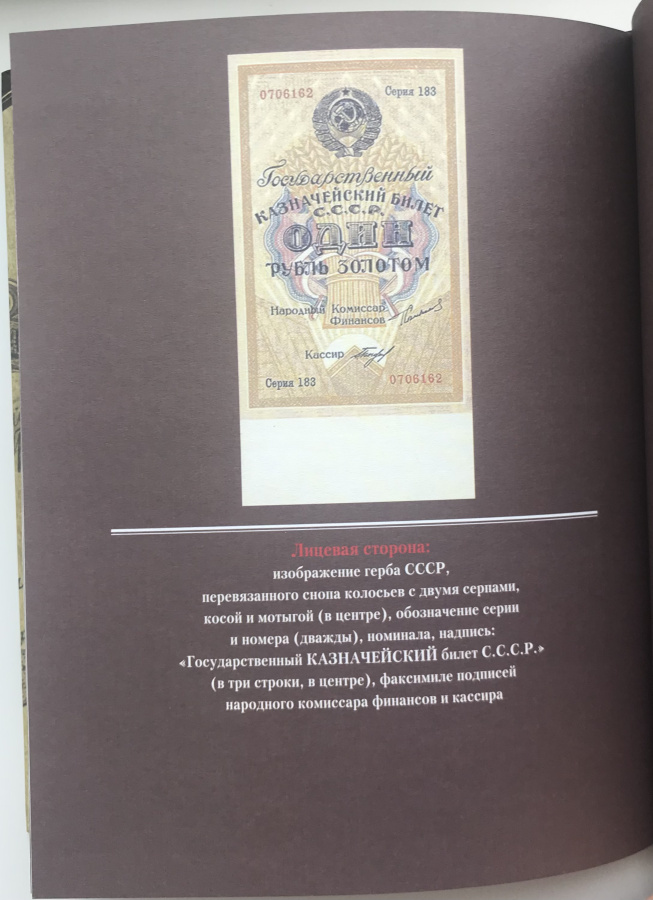 0706162 Серия 183
Государственный
КАЗНАЧЕЙСКИЙ БИЛЕТ
С.С.С.Р.
ОДИН
РУБЛЬ ЗОЛОТОМ
Народный Комиссар
Финансов
Кассир
Серия 183 0706162
Лицевая сторона:
изображение герба СССР,
перевязанного снопа колосьев с двумя серпами,
косой и мотыгой (в центре), обозначение серии
и номера (дважды), номинала, надпись:
«Государственный КАЗНАЧЕЙСКИЙ билет С.С.С.Р.»
(в три строки, в центре), факсимиле подписей
народного комиссара финансов и кассира